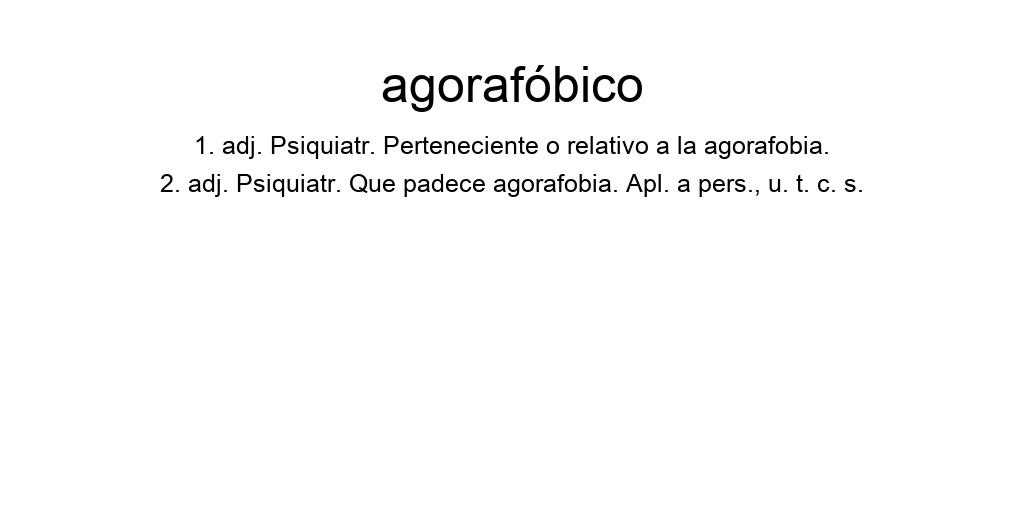 agorafóbico
1. adj. Psiquiatr. Perteneciente o relativo a la agorafobia.
2. adj. Psiquiatr. Que padece agorafobia. Apl. a pers., u. t. c. s.